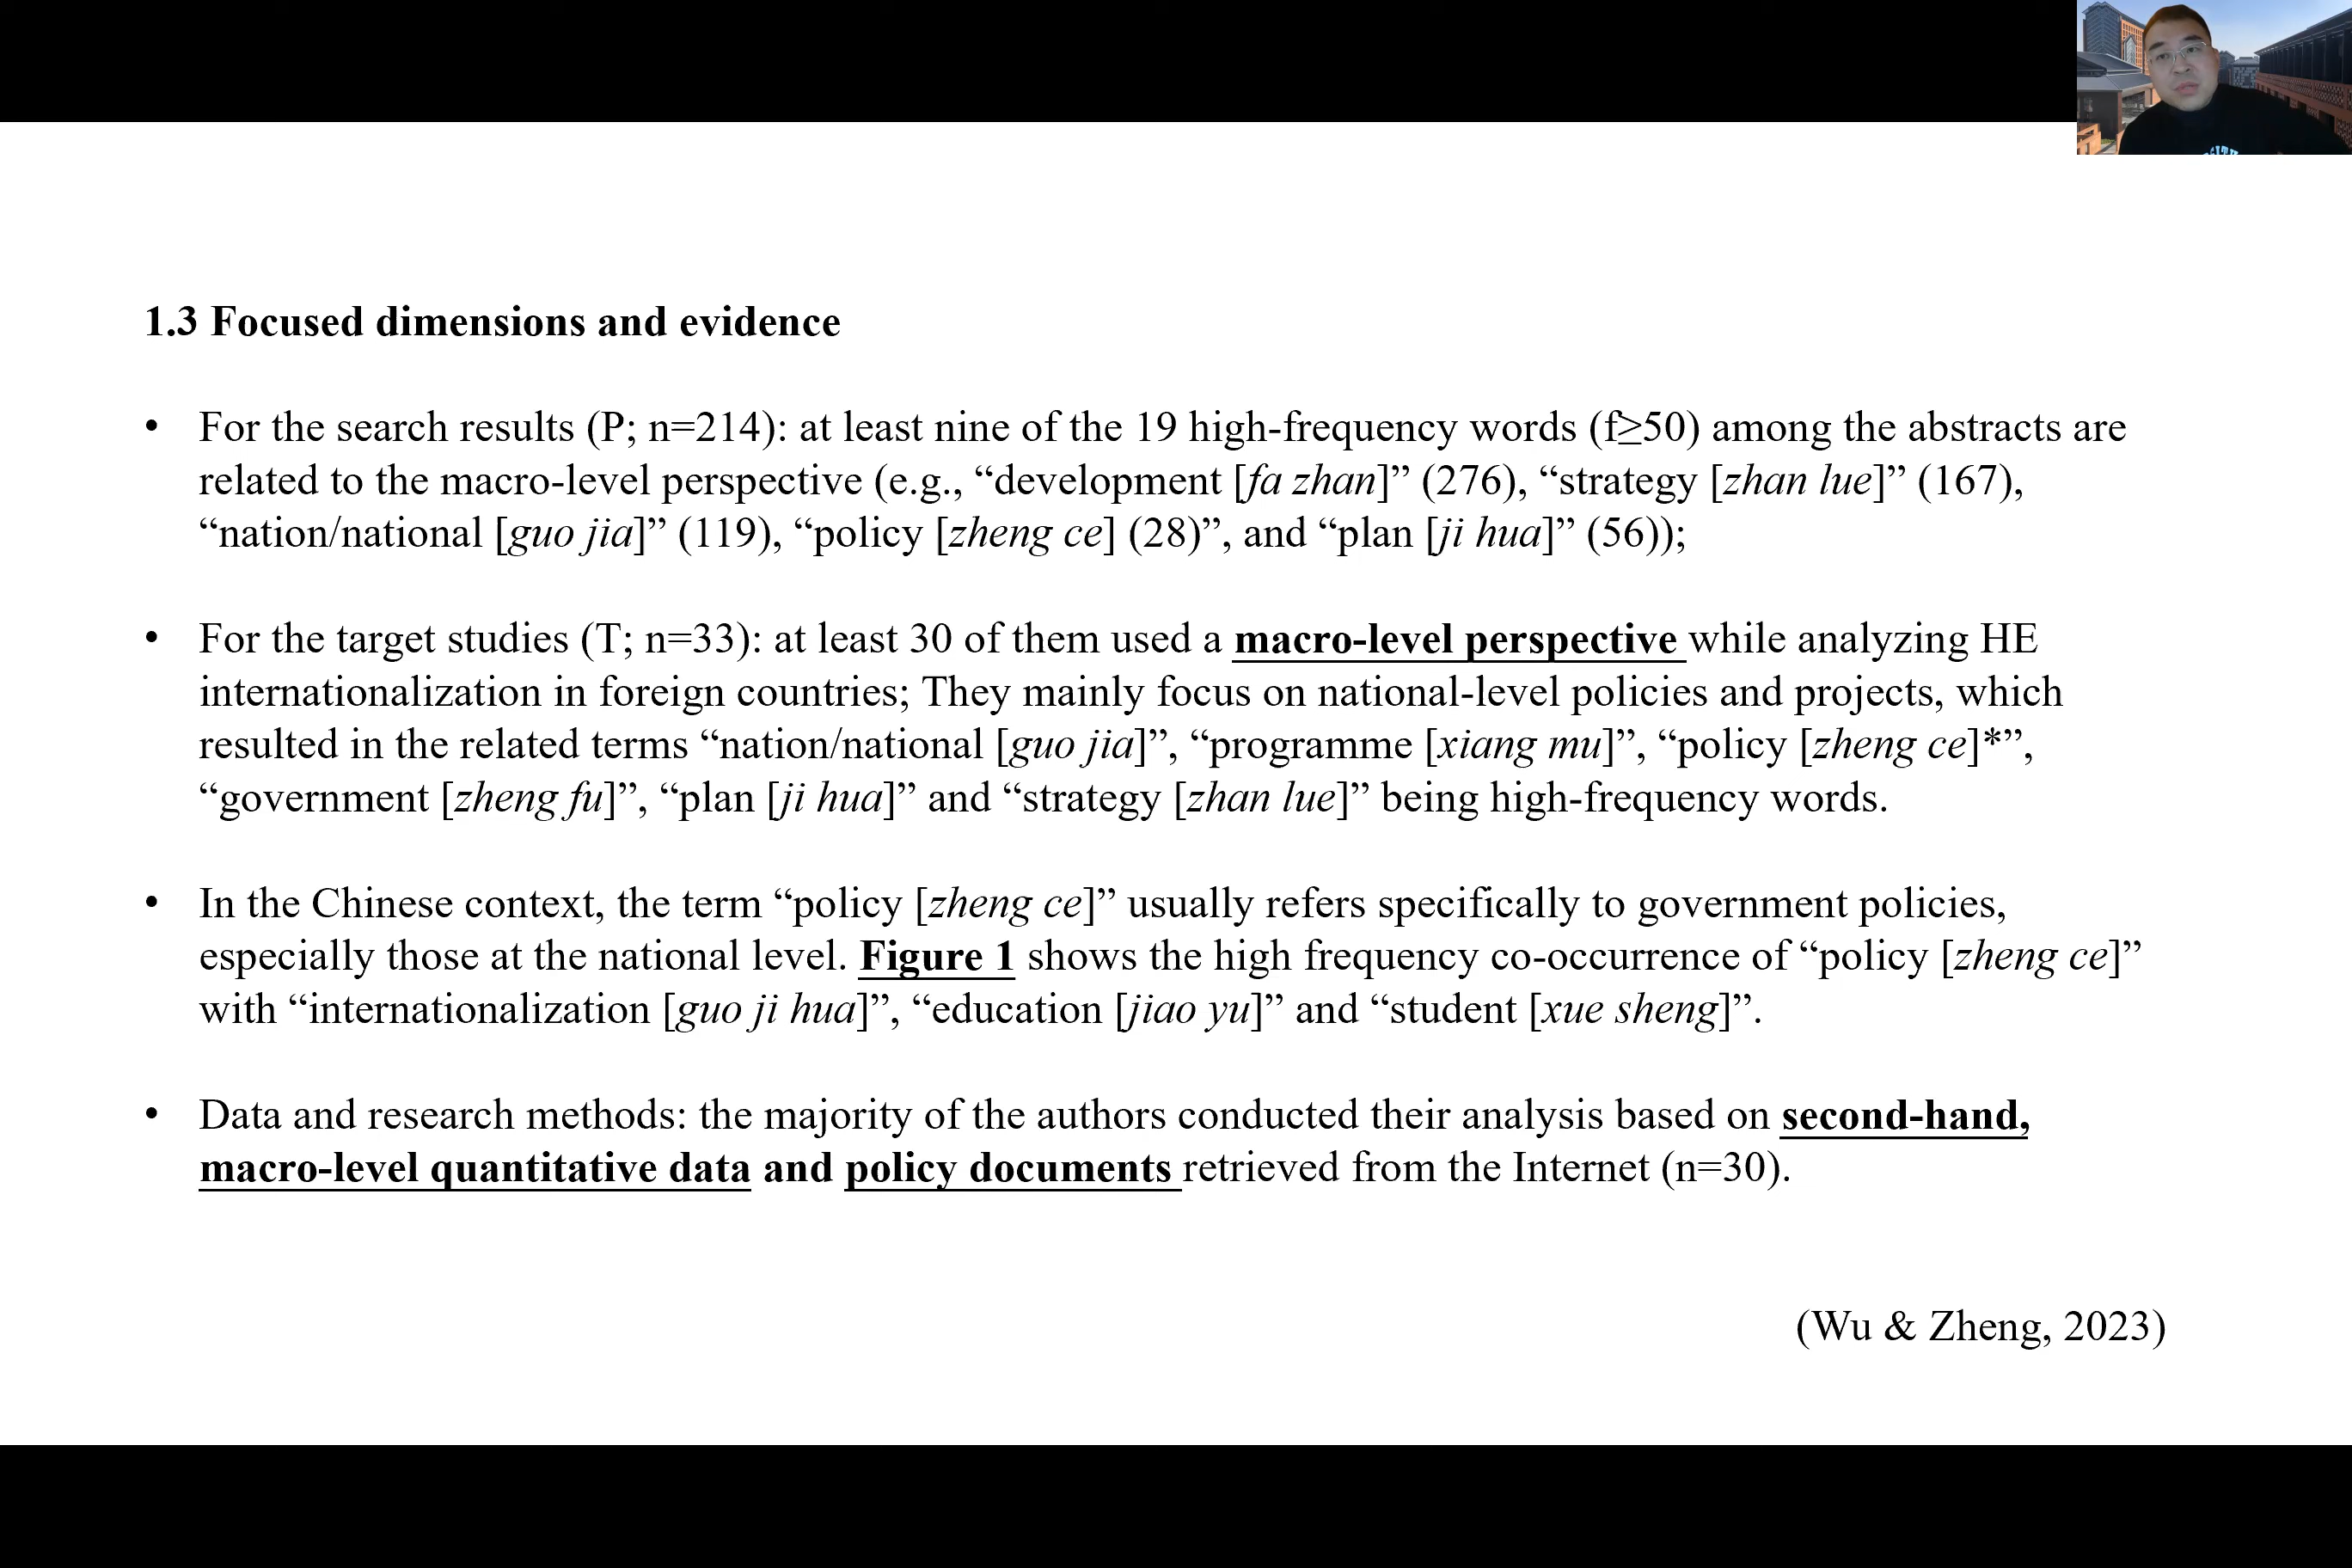 1.3 Focused dimensions and evidence
• For the search results (P; n=214): at least nine of the 19 high-frequency words (f≥50) among the abstracts are
related to the macro-level perspective (e.g., “development [fa zhan]” (276), “strategy [zhan lue]” (167),
“nation/national [guo jia]” (119), “policy [zheng ce] (28)”, and “plan [ji hua]” (56));
• For the target studies (T; n=33): at least 30 of them used a macro-level perspective while analyzing HE
internationalization in foreign countries; They mainly focus on national-level policies and projects, which
resulted in the related terms “nation/national [guo jia]”, “programme [xiang mu]”, “policy [zheng ce]*”,
“government [zheng fu]”, “plan [ji hua]” and “strategy [zhan lue]” being high-frequency words.
• In the Chinese context, the term “policy [zheng ce]” usually refers specifically to government policies,
especially those at the national level. Figure 1 shows the high frequency co-occurrence of “policy [zheng ce]”
with “internationalization [guo ji hua]”, “education [jiao yu]” and “student [xue sheng]”.
• Data and research methods: the majority of the authors conducted their analysis based on second-hand,
macro-level quantitative data and policy documents retrieved from the Internet (n=30).
(Wu & Zheng, 2023)